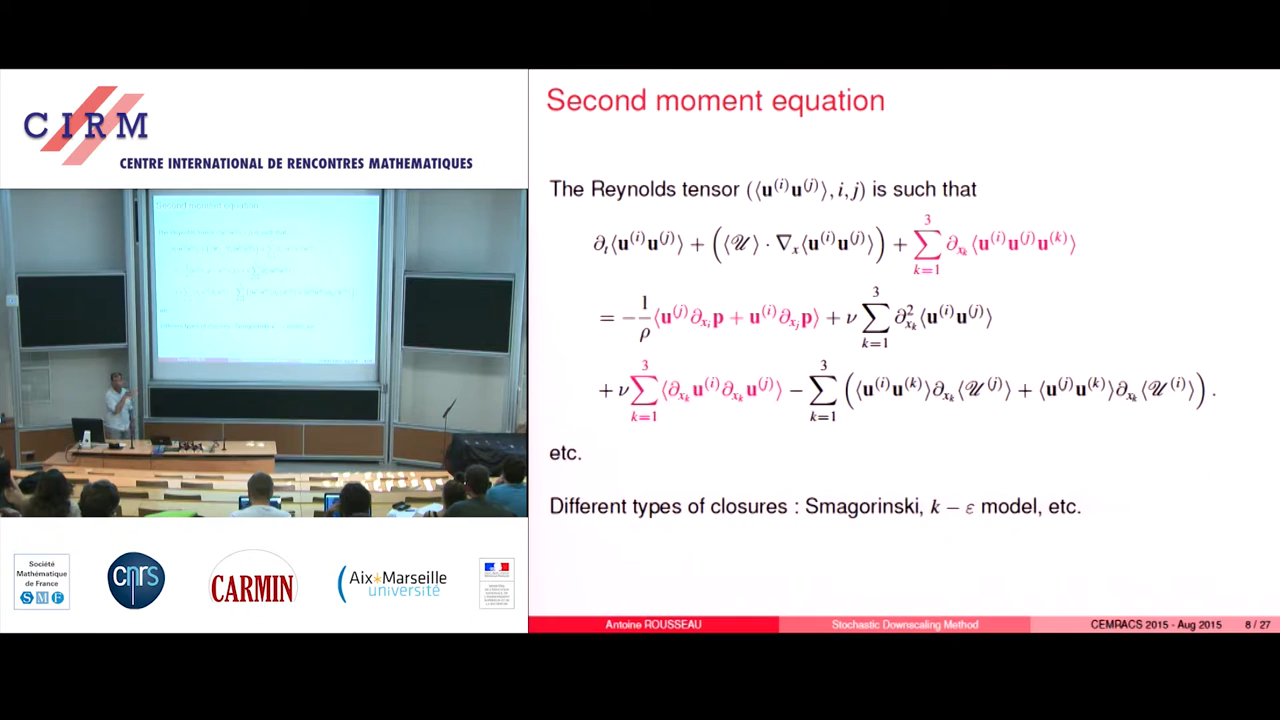 CIRM
CENTRE INTERNATIONAL DE RENCONTRES MATHEMATIQUES
Second moment equation
Second moment equation
The Reynolds tensor (⟨u⁽ⁱ⁾u⁽ʲ⁾⟩, i, j) is such that
∂ₜ⟨u⁽ⁱ⁾u⁽ʲ⁾⟩ + (⟨𝒰⟩ · ∇ₓ⟨u⁽ⁱ⁾u⁽ʲ⁾⟩) + ∑_{k=1}^{3} ∂_{x_k}⟨u⁽ⁱ⁾u⁽ʲ⁾u⁽ᵏ⁾⟩
= −1/ρ ⟨u⁽ʲ⁾∂_{x_i}p + u⁽ⁱ⁾∂_{x_j}p⟩ + ν ∑_{k=1}^{3} ∂²_{x_k}⟨u⁽ⁱ⁾u⁽ʲ⁾⟩
+ ν ∑_{k=1}^{3} ⟨∂_{x_k}u⁽ⁱ⁾∂_{x_k}u⁽ʲ⁾⟩ − ∑_{k=1}^{3} (⟨u⁽ⁱ⁾u⁽ᵏ⁾⟩∂_{x_k}⟨𝒰⁽ʲ⁾⟩ + ⟨u⁽ʲ⁾u⁽ᵏ⁾⟩∂_{x_k}⟨𝒰⁽ⁱ⁾⟩).
etc.
Different types of closures : Smagorinski, k − ε model, etc.
Société
Mathématique
de France
SMF
cnrs
CARMIN
Aix*Marseille
université
Antoine ROUSSEAU
Stochastic Downscaling Method
CEMRACS 2015 - Aug 2015
8 / 27